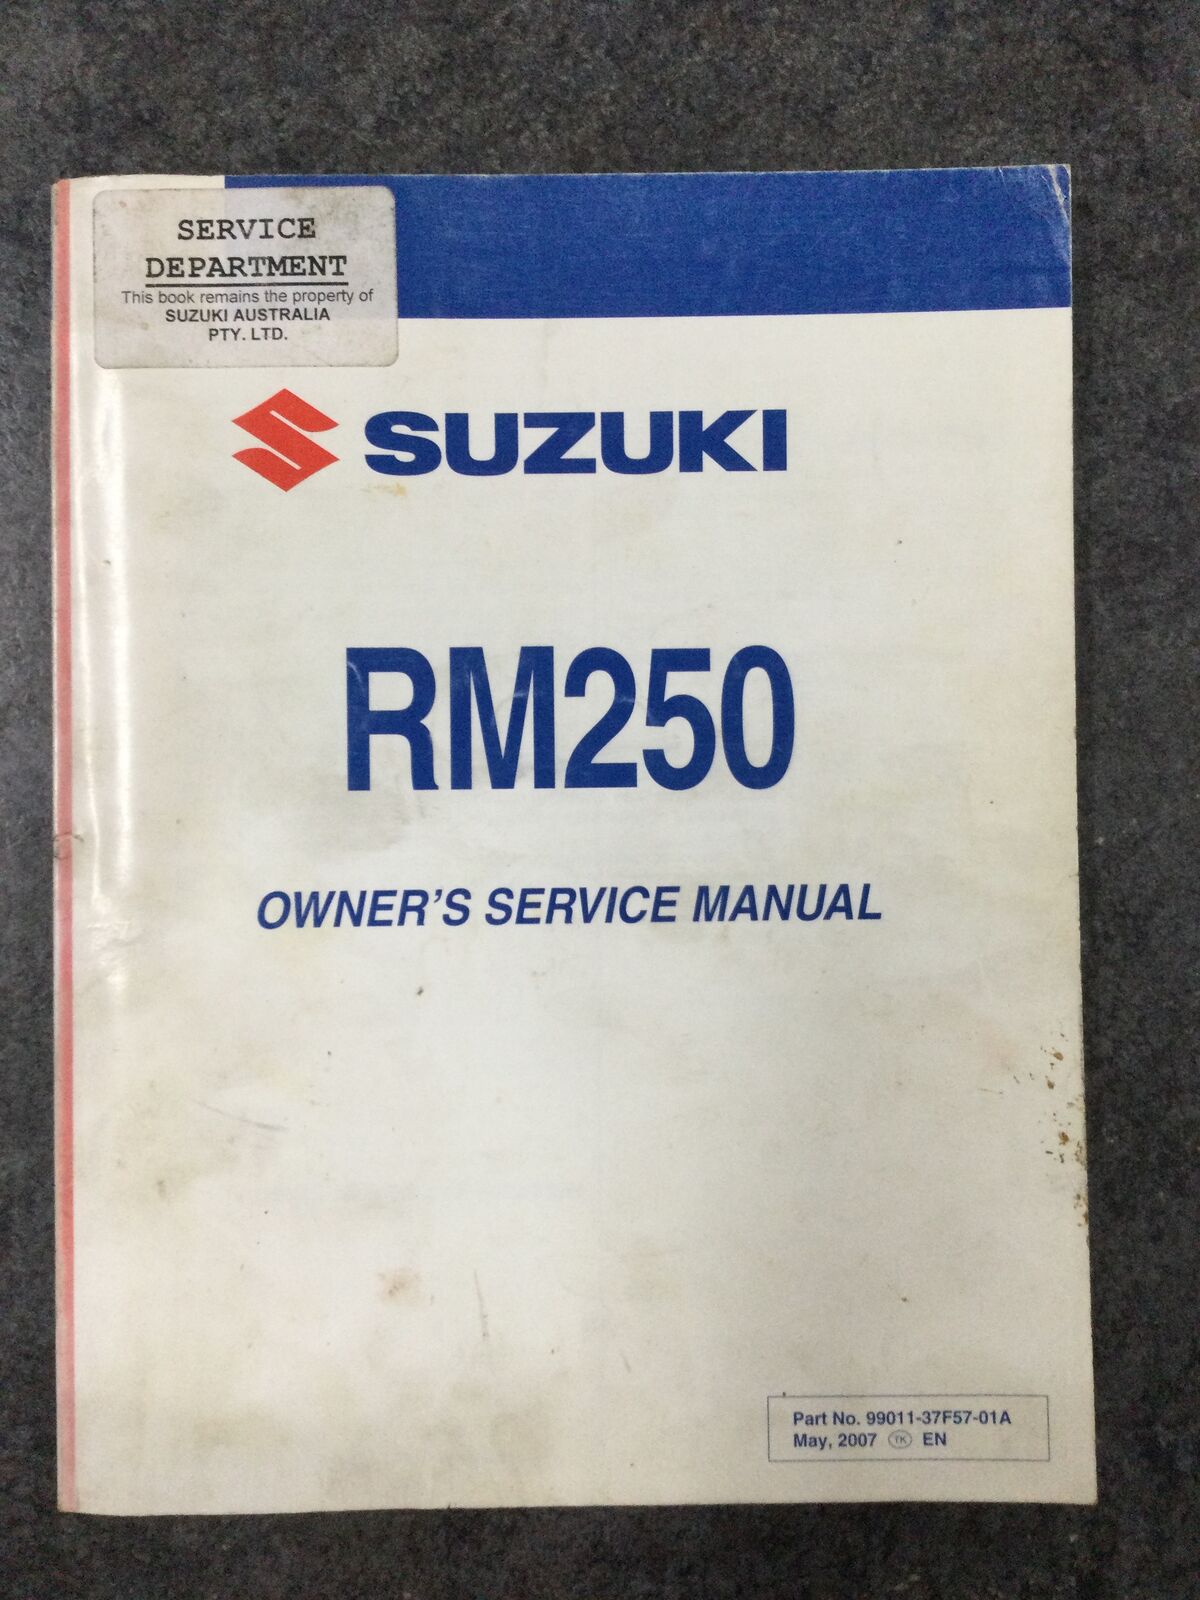 SERVICE
DEPARTMENT
This book remains the property of
SUZUKI AUSTRALIA
PTY. LTD.
SUZUKI
RM250
OWNER'S SERVICE MANUAL
Part No. 99011-37F57-01A
May, 2007 TK EN